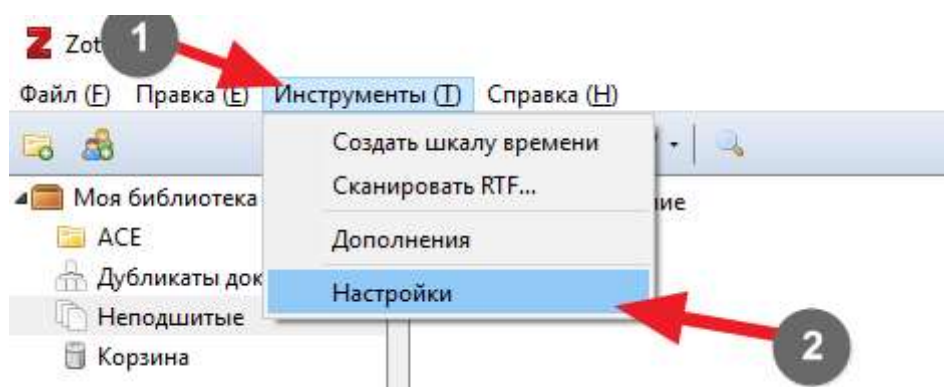 Zot
1
Файл (F) Правка (E) Инструменты (T) Справка (H)
Создать шкалу времени
Моя библиотека
Сканировать RTF...
ACE
Дополнения
Дубликаты док
Настройки
Неподшитые
2
Корзина